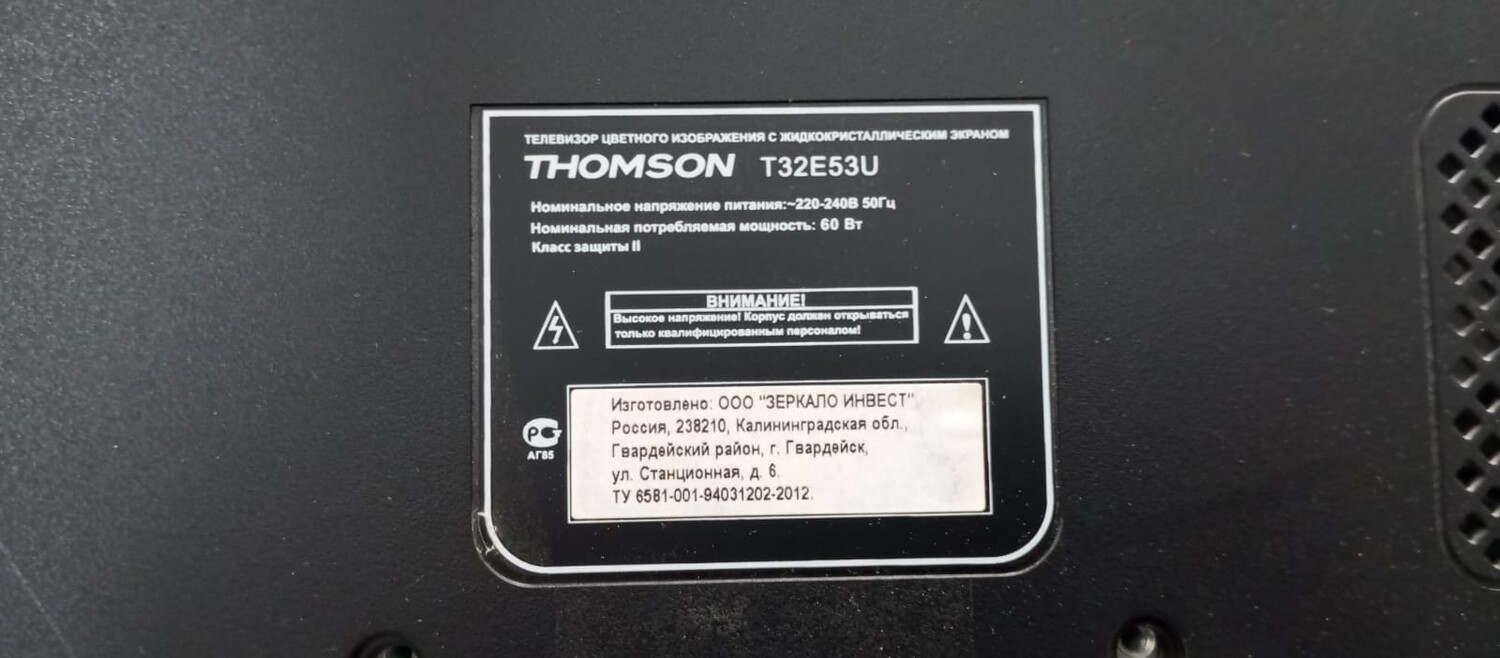 ТЕЛЕВИЗОР ЦВЕТНОГО ИЗОБРАЖЕНИЯ С ЖИДКОКРИСТАЛЛИЧЕСКИМ ЭКРАНОМ
THOMSON T32E53U
Номинальное напряжение питания:~220-240В 50Гц
Номинальная потребляемая мощность: 60 Вт
Класс защиты II
ВНИМАНИЕ!
Высокое напряжение! Корпус должен открываться
только квалифицированным персоналом!
Изготовлено: ООО "ЗЕРКАЛО ИНВЕСТ"
Россия, 238210, Калининградская обл.,
Гвардейский район, г. Гвардейск,
ул. Станционная, д. 6.
ТУ 6581-001-94031202-2012.
РСТ
АГ85